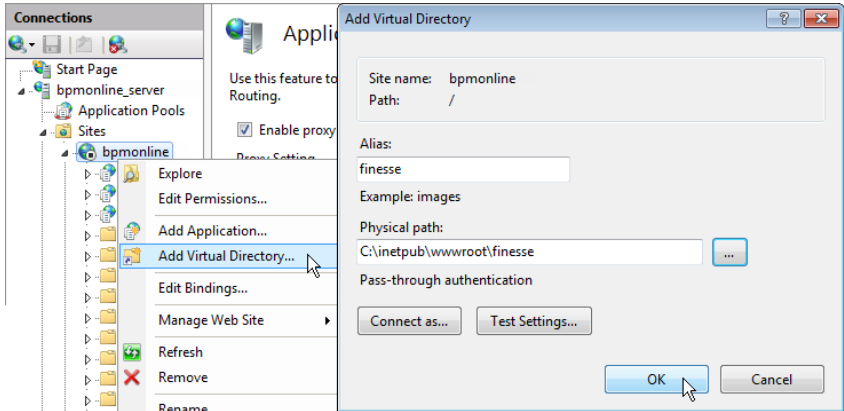 Connections
Start Page
bpmonline_server
Application Pools
Sites
bpmonline
Explore
Edit Permissions...
Add Application...
Add Virtual Directory...
Edit Bindings...
Manage Web Site
Refresh
Remove
Rename
Applic
Use this feature to
Routing.
Enable proxy
Proxy Setting
Add Virtual Directory
Site name: bpmonline
Path: /
Alias:
finesse
Example: images
Physical path:
C:\inetpub\wwwroot\finesse
...
Pass-through authentication
Connect as... Test Settings...
OK Cancel